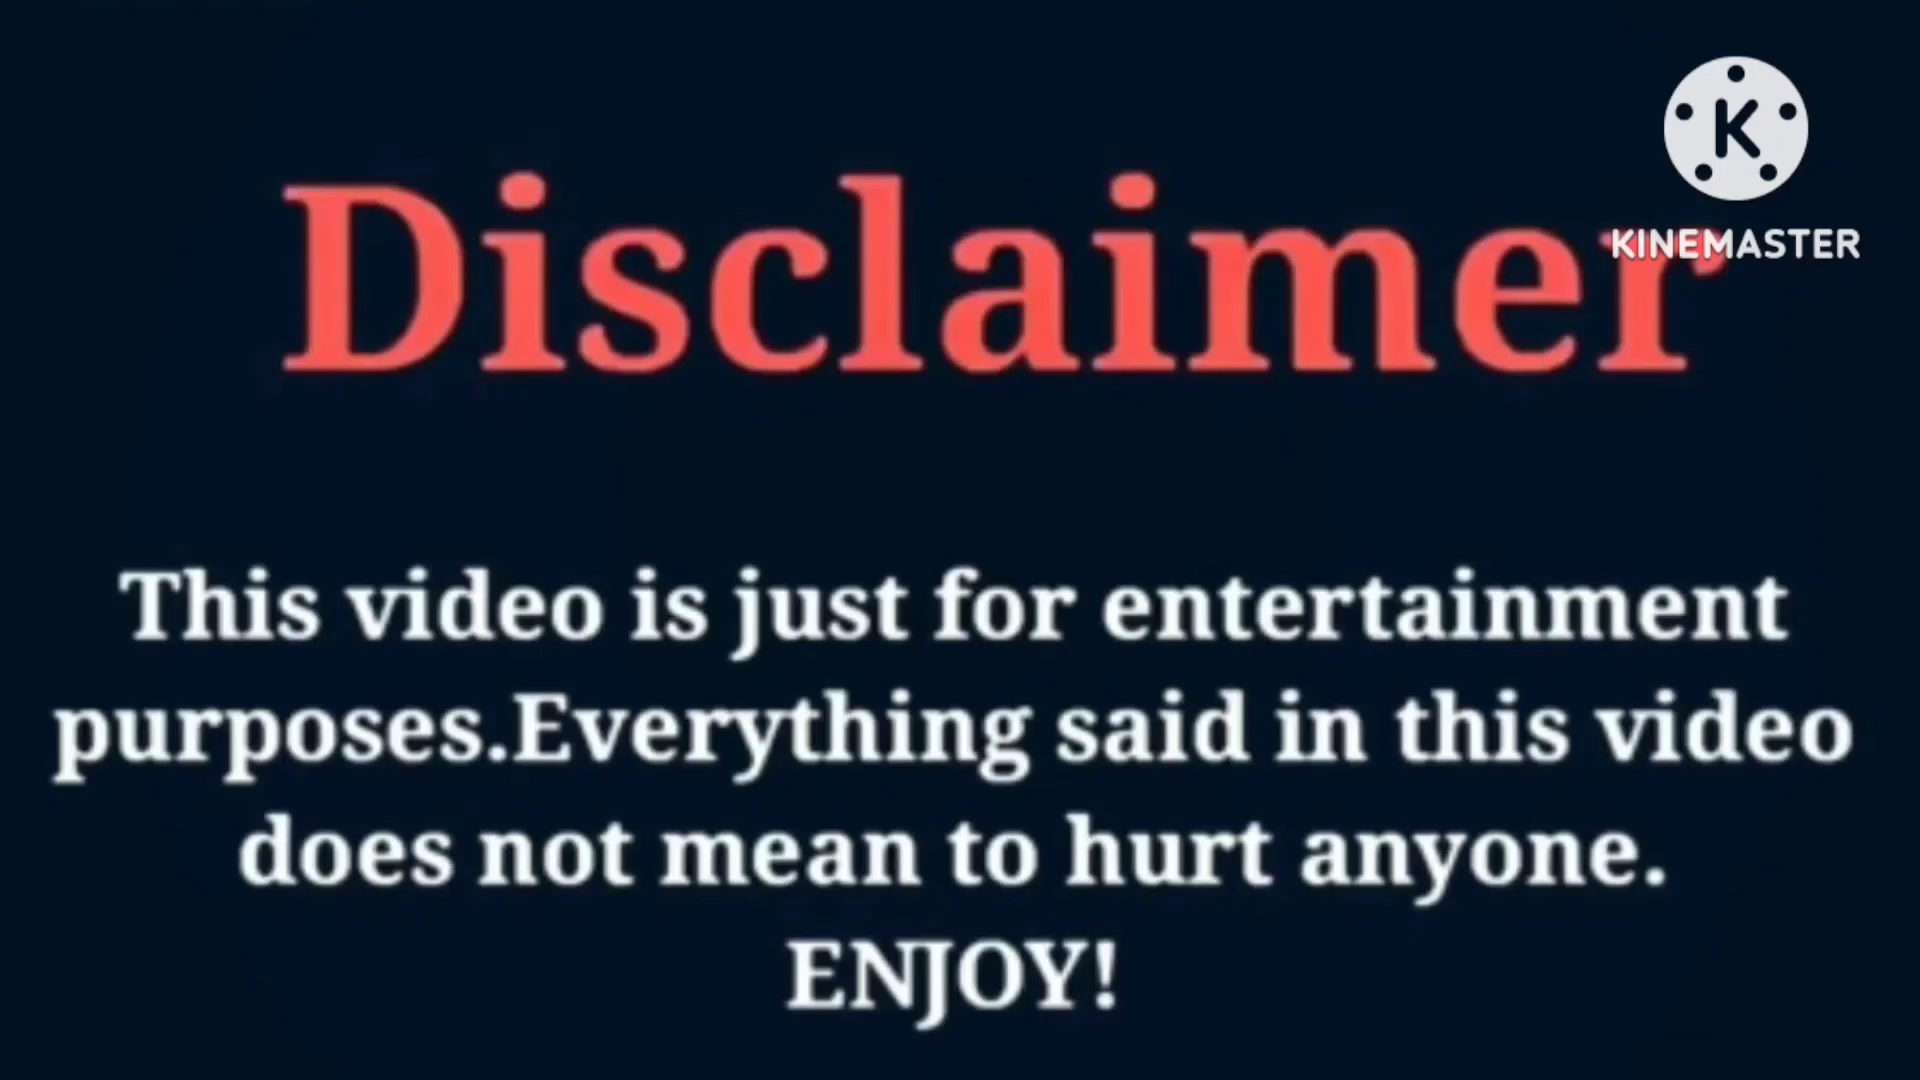 K
KINEMASTER
Disclaimer
This video is just for entertainment
purposes.Everything said in this video
does not mean to hurt anyone.
ENJOY!